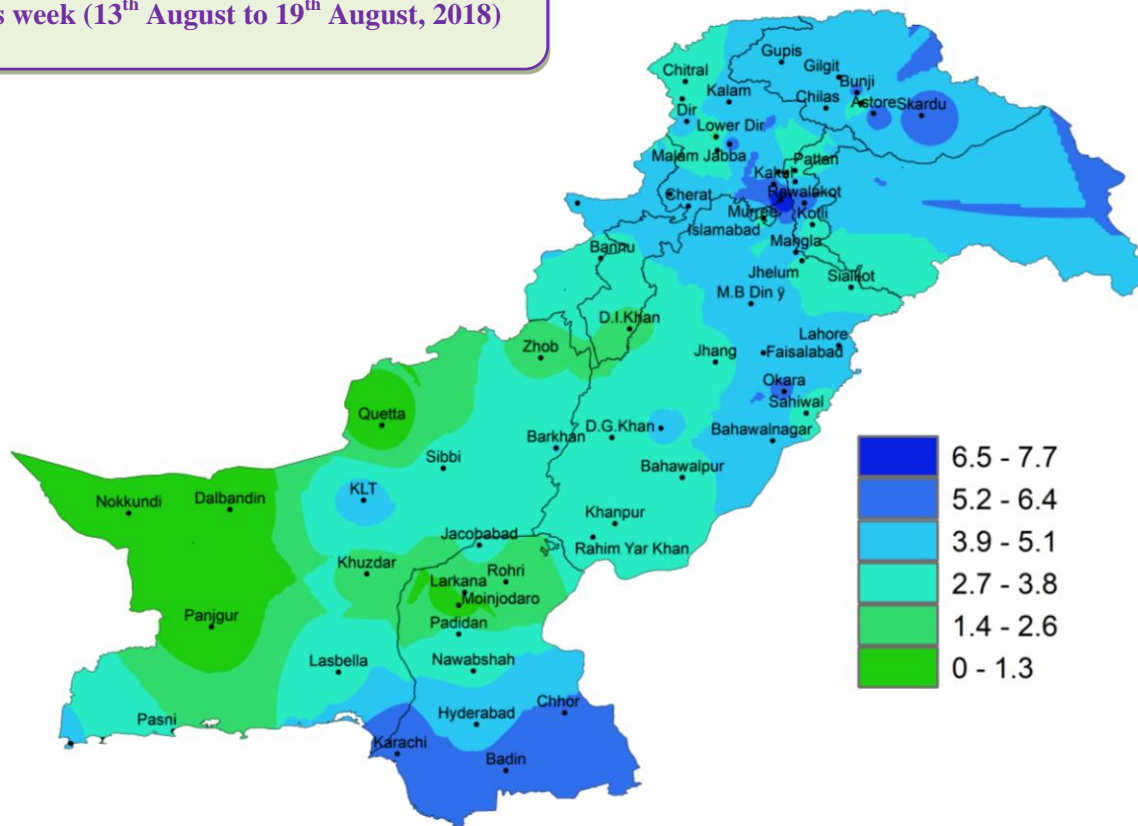 s week (13th August to 19th August, 2018)
Gupis
Gilgit
Chitral
Bunji
Kalam
Chilas
Astore
Skardu
Dir
Lower Dir
Malam Jabba
Pattan
Kakul
Rawalakot
Cherat
Murree
Kotli
Islamabad
Mangla
Bannu
Jhelum
Sialkot
M.B Din ÿ
D.I.Khan
Lahore
Zhob
Jhang
Faisalabad
Okara
Sahiwal
Quetta
D.G.Khan
Bahawalnagar
Barkhan
Sibbi
Bahawalpur
KLT
Nokkundi
Dalbandin
Khanpur
Jacobabad
Rahim Yar Khan
Khuzdar
Rohri
Larkana
Moinjodaro
Panjgur
Padidan
Lasbella
Nawabshah
Chhor
Pasni
Hyderabad
Karachi
Badin
6.5 - 7.7
5.2 - 6.4
3.9 - 5.1
2.7 - 3.8
1.4 - 2.6
0 - 1.3